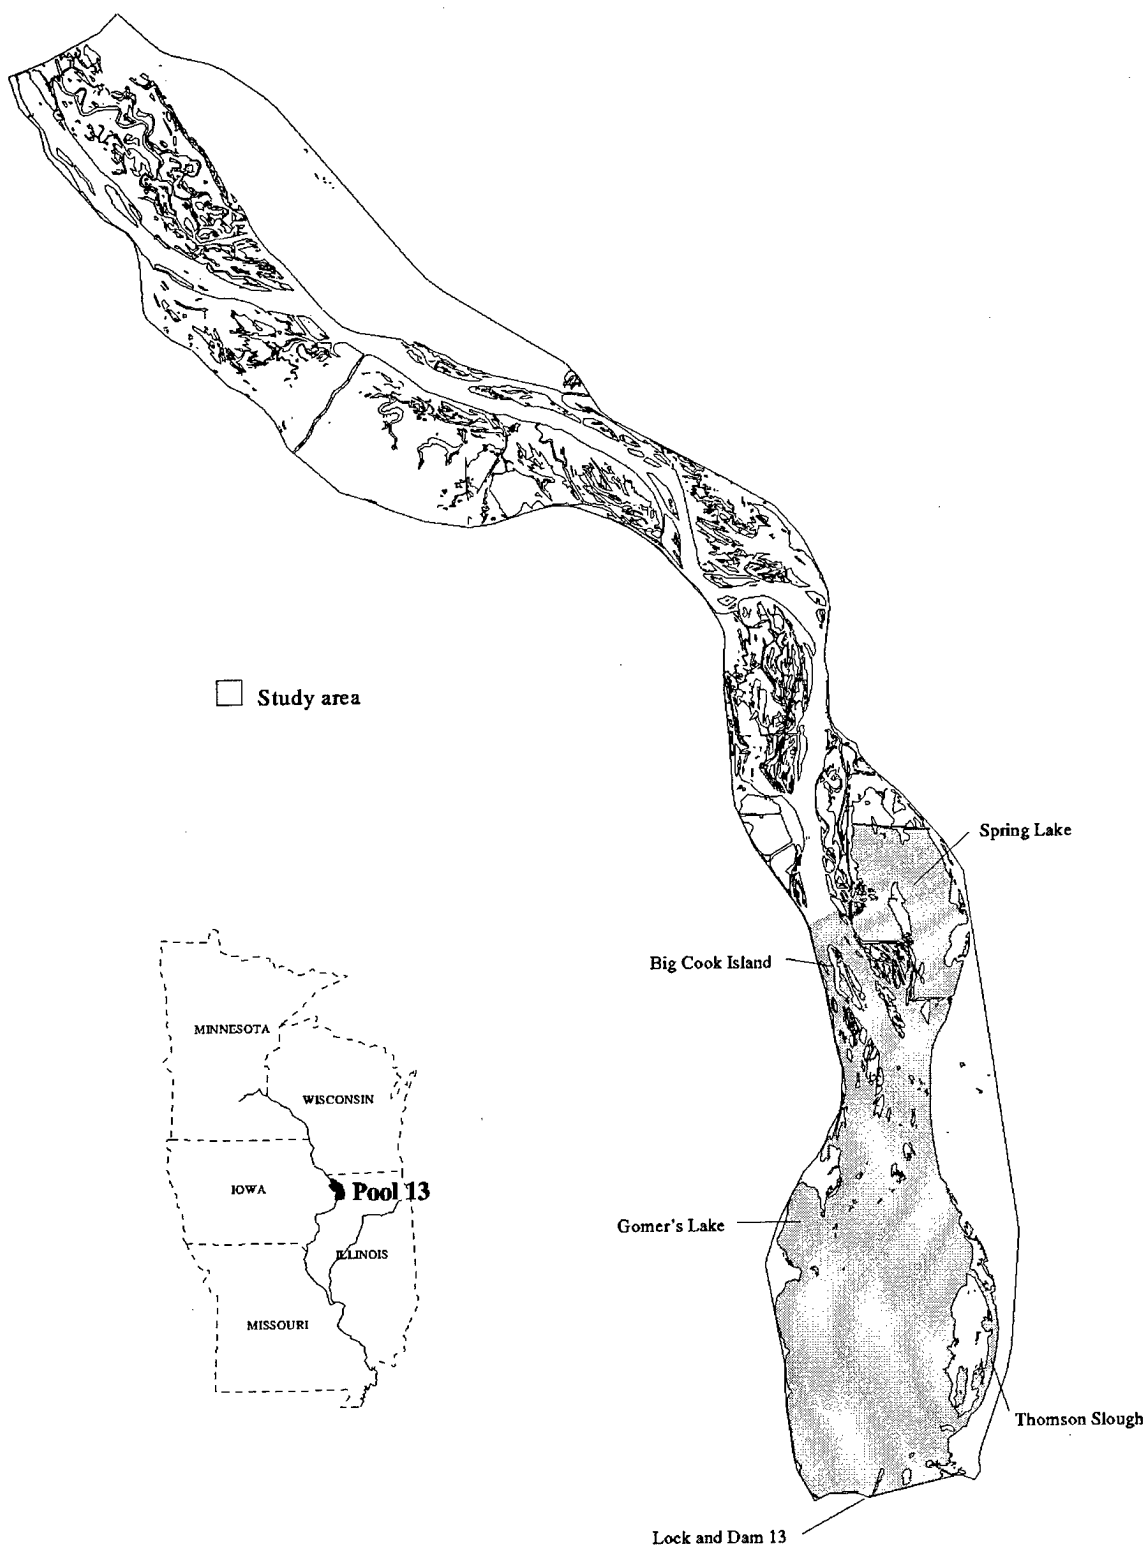 Study area
Spring Lake
Big Cook Island
MINNESOTA
WISCONSIN
IOWA
Pool 13
Gomer's Lake
ILLINOIS
MISSOURI
Thomson Slough
Lock and Dam 13